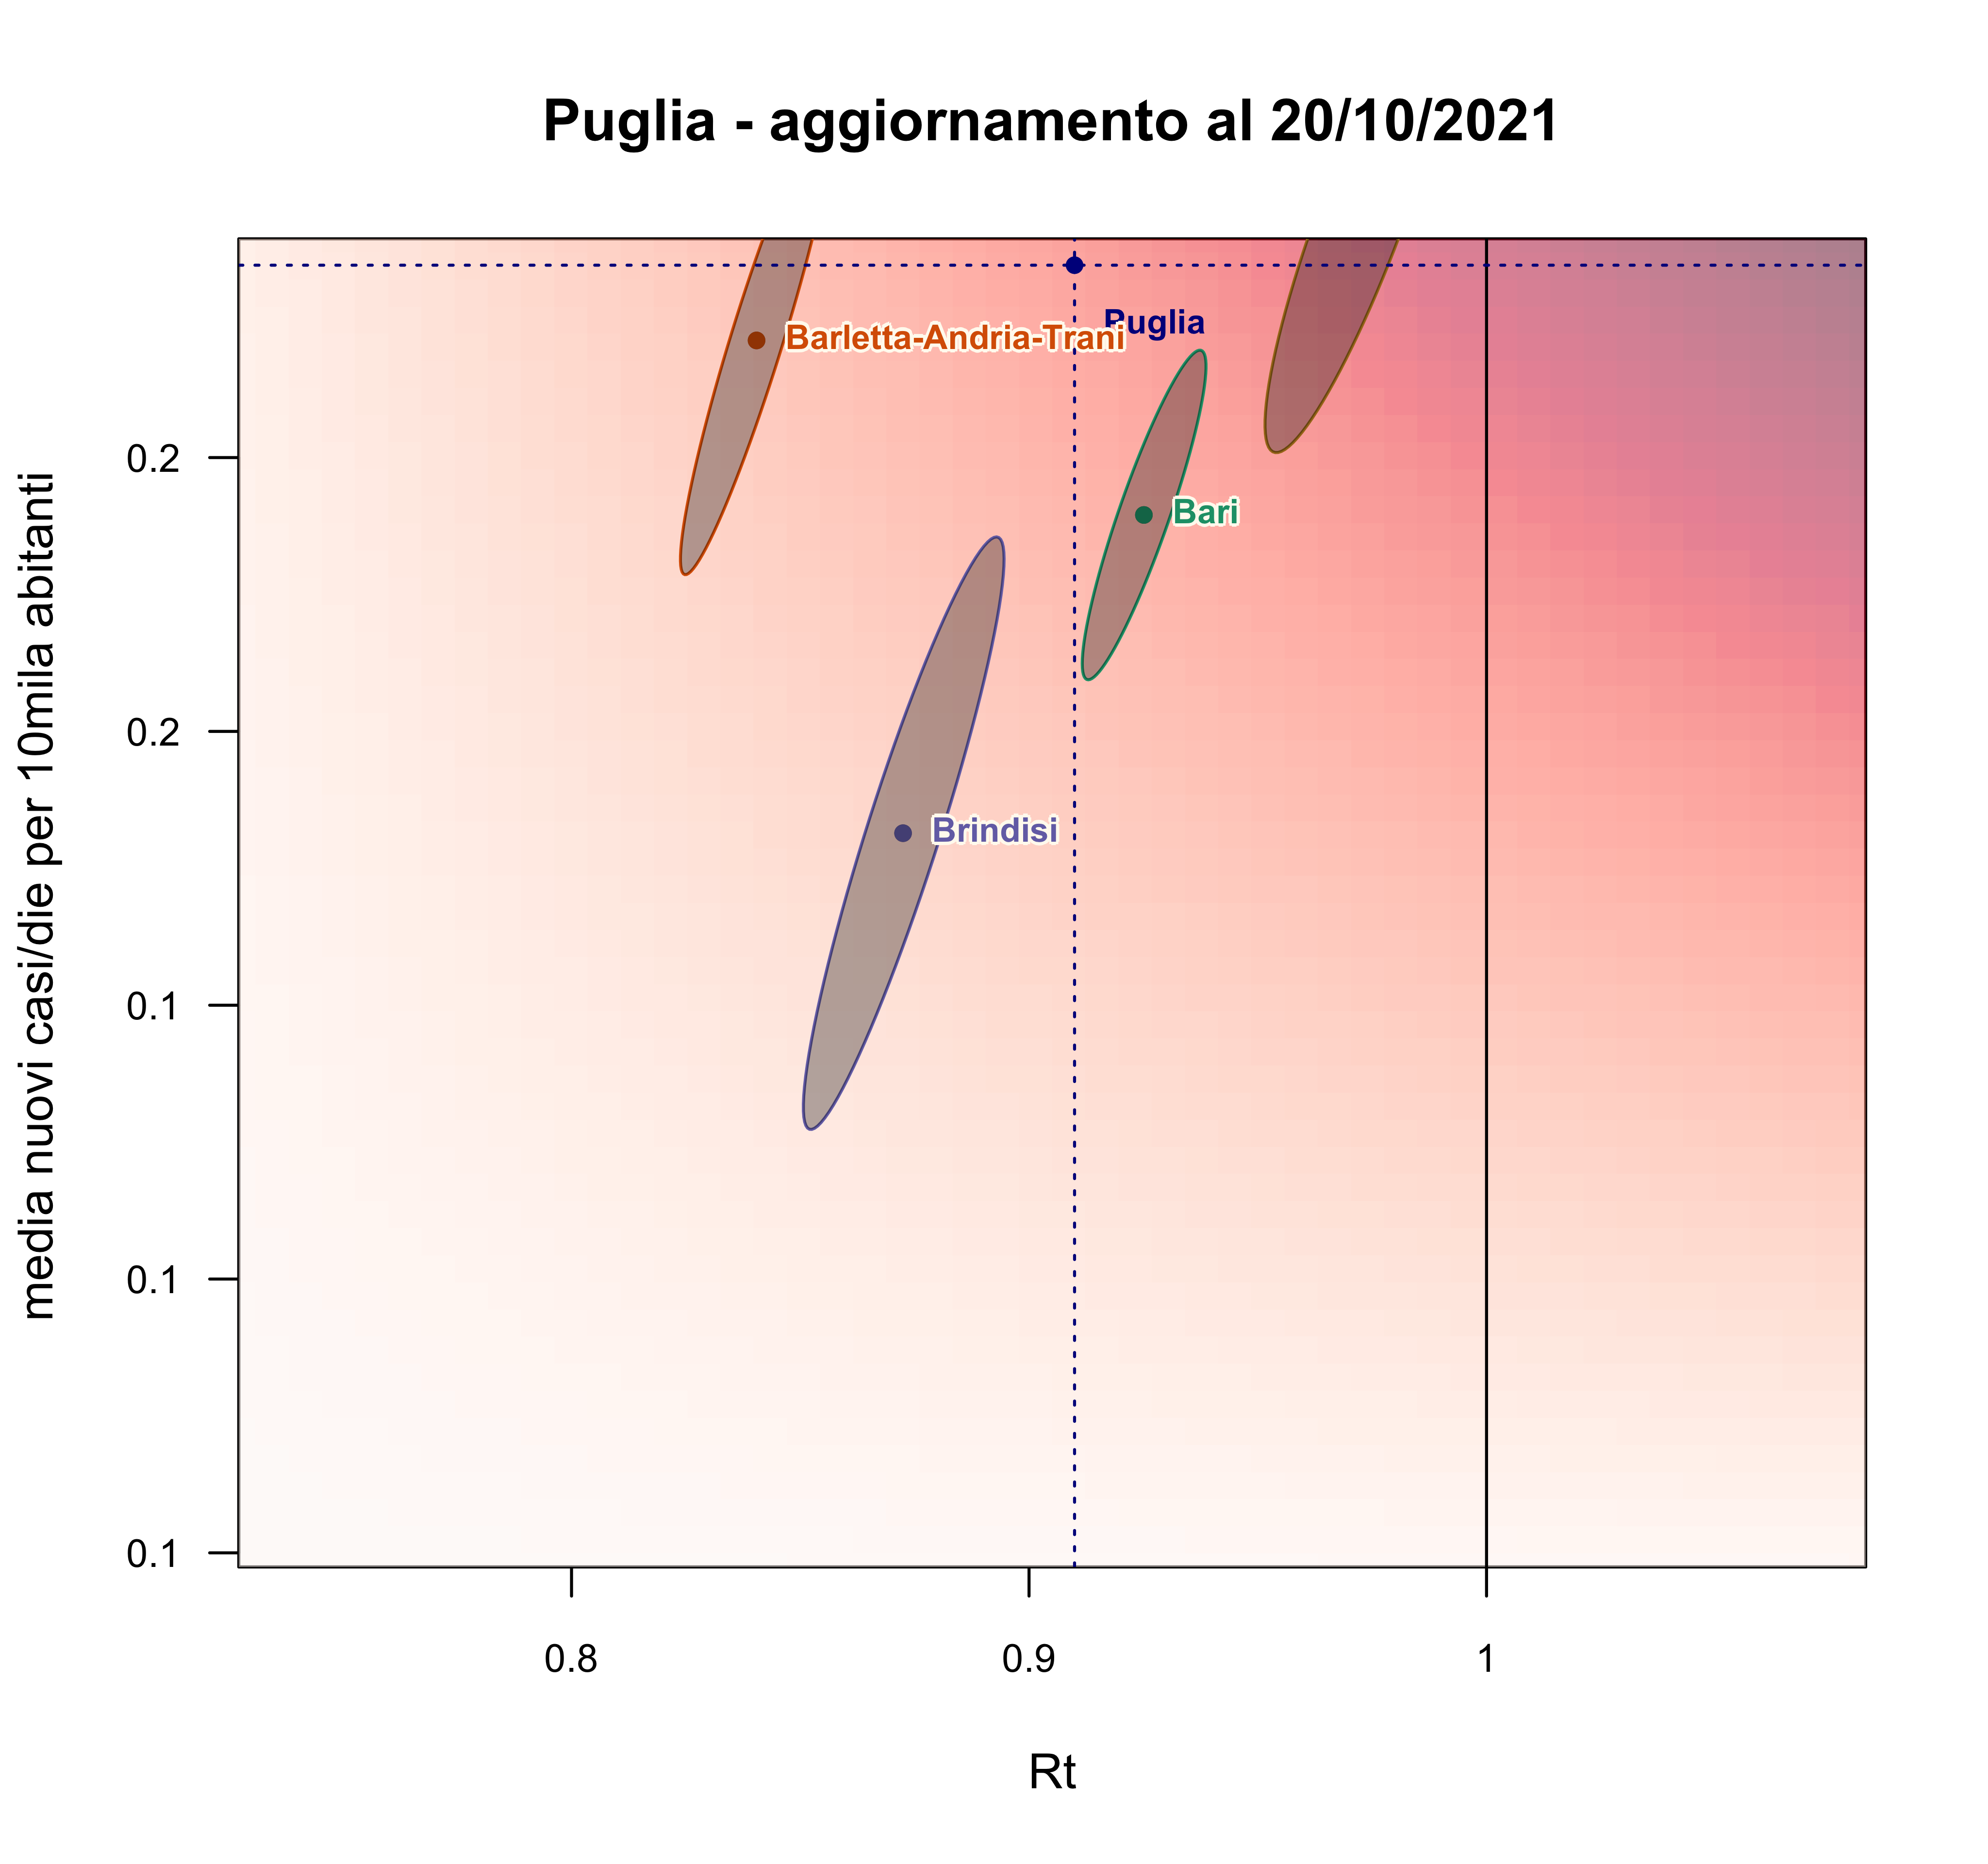 Puglia - aggiornamento al 20/10/2021
media nuovi casi/die per 10mila abitanti
0.2
0.2
0.1
0.1
0.1
Puglia
Barletta-Andria-Trani
Bari
Brindisi
0.8
0.9
1
Rt